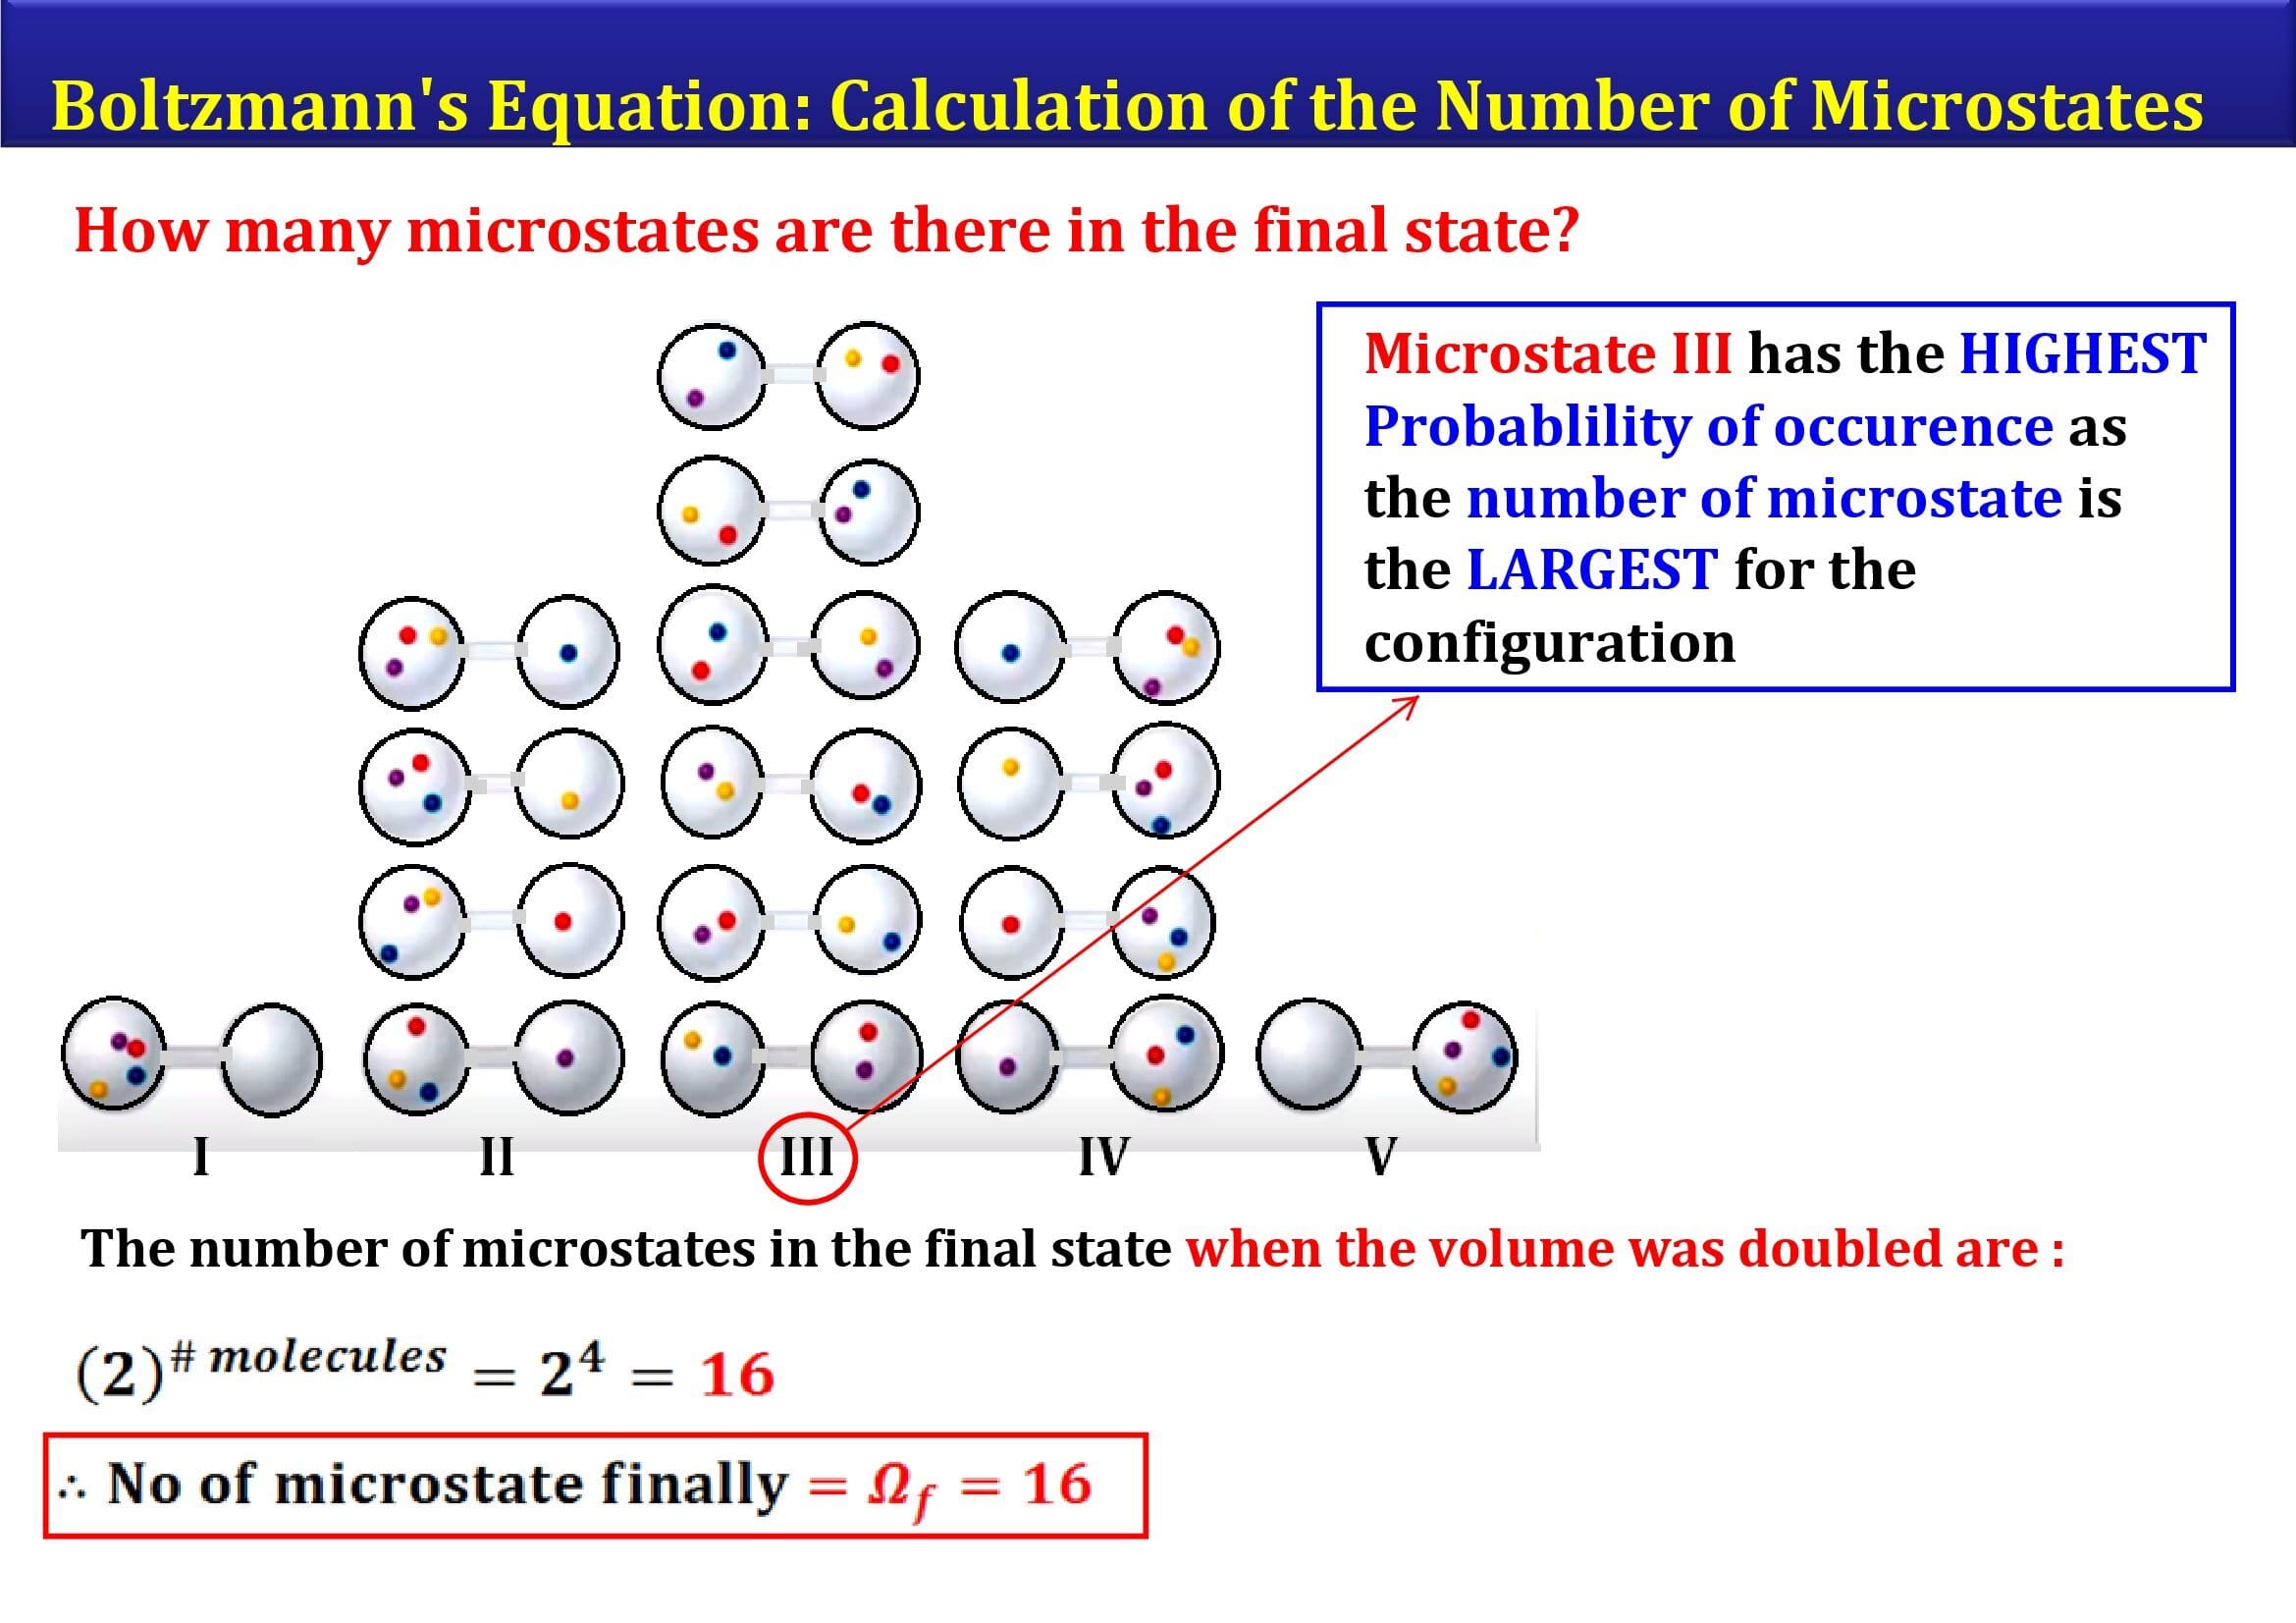 Boltzmann's Equation: Calculation of the Number of Microstates
How many microstates are there in the final state?
Microstate III has the HIGHEST
Probablility of occurence as
the number of microstate is
the LARGEST for the
configuration
I II III IV V
The number of microstates in the final state when the volume was doubled are :
(2)^# molecules = 2^4 = 16
∴ No of microstate finally = Ω_f = 16